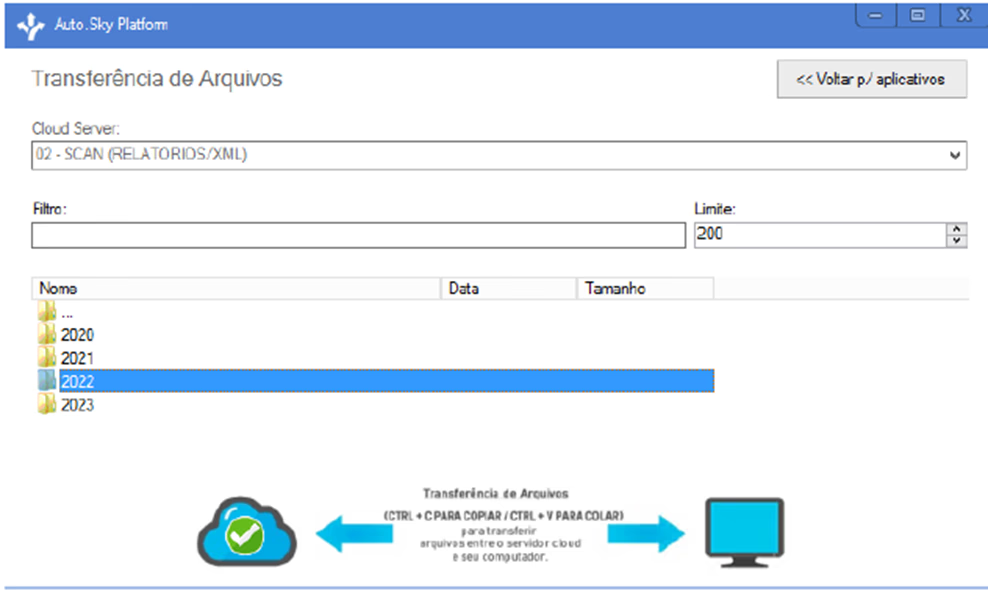 Auto.Sky Platform
Transferência de Arquivos
<< Voltar p/ aplicativos
Cloud Server:
02 - SCAN (RELATORIOS/XML)
Filtro:
Limite:
200
Nome Data Tamanho
...
2020
2021
2022
2023
Transferência de Arquivos
(CTRL + C PARA COPIAR / CTRL + V PARA COLAR)
para transferir
arquivos entre o servidor cloud
e seu computador.